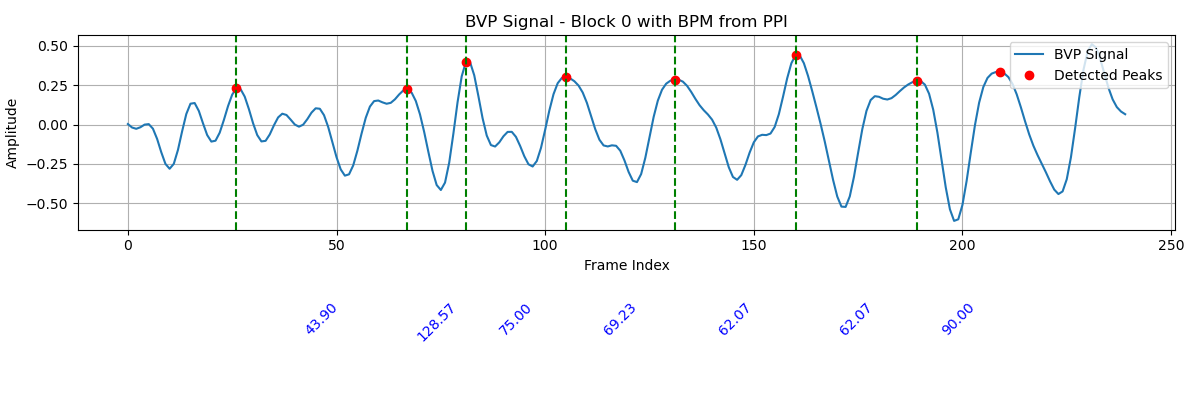 BVP Signal - Block 0 with BPM from PPI
0.50
0.25
0.00
−0.25
−0.50
Amplitude
BVP Signal
Detected Peaks
0 50 100 150 200 250
Frame Index
43.90 128.57 75.00 69.23 62.07 62.07 90.00